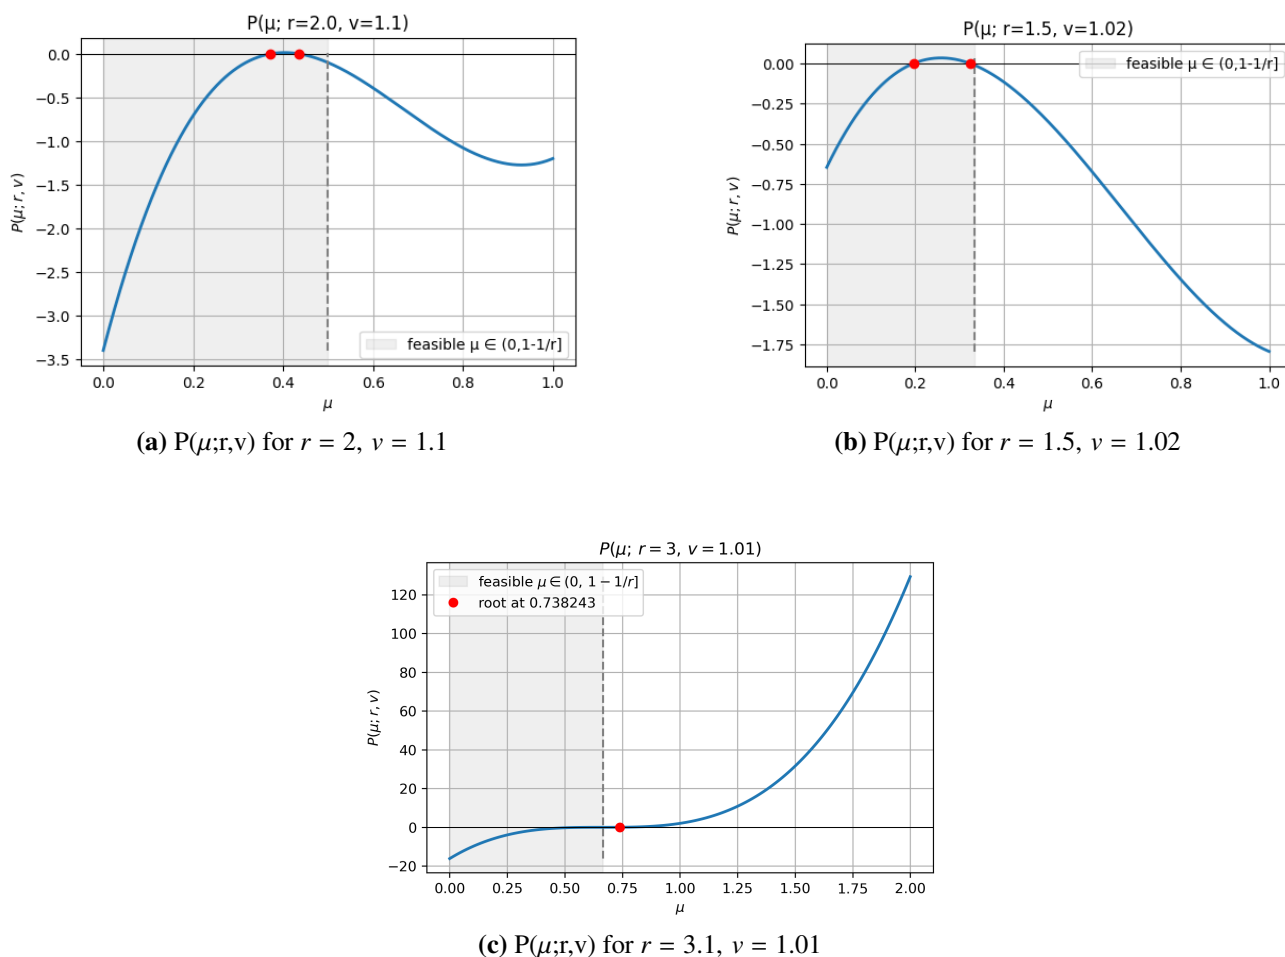 P(μ; r=2.0, v=1.1)
P(μ; r, v)
0.0
−0.5
−1.0
−1.5
−2.0
−2.5
−3.0
−3.5
feasible μ ∈ (0,1-1/r]
0.0 0.2 0.4 0.6 0.8 1.0
μ
(a) P(μ;r,v) for r = 2, v = 1.1
P(μ; r=1.5, v=1.02)
P(μ; r, v)
0.00
−0.25
−0.50
−0.75
−1.00
−1.25
−1.50
−1.75
feasible μ ∈ (0,1-1/r]
0.0 0.2 0.4 0.6 0.8 1.0
μ
(b) P(μ;r,v) for r = 1.5, v = 1.02
P(μ; r = 3, v = 1.01)
P(μ; r, v)
120
100
80
60
40
20
0
−20
feasible μ ∈ (0, 1 − 1/r]
root at 0.738243
0.00 0.25 0.50 0.75 1.00 1.25 1.50 1.75 2.00
μ
(c) P(μ;r,v) for r = 3.1, v = 1.01